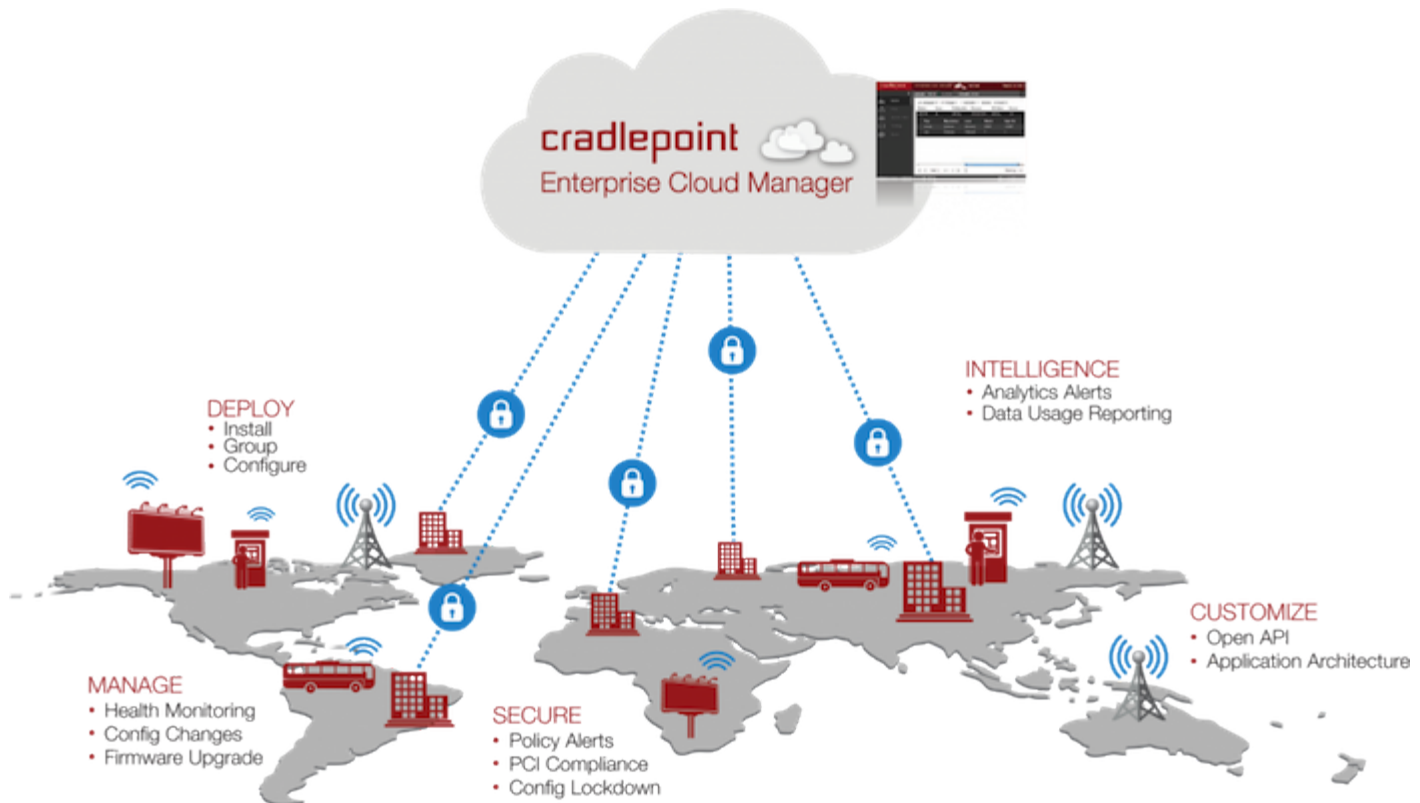 cradlepoint
Enterprise Cloud Manager
INTELLIGENCE
• Analytics Alerts
• Data Usage Reporting
DEPLOY
• Install
• Group
• Configure
CUSTOMIZE
• Open API
• Application Architecture
MANAGE
• Health Monitoring
• Config Changes
• Firmware Upgrade
SECURE
• Policy Alerts
• PCI Compliance
• Config Lockdown